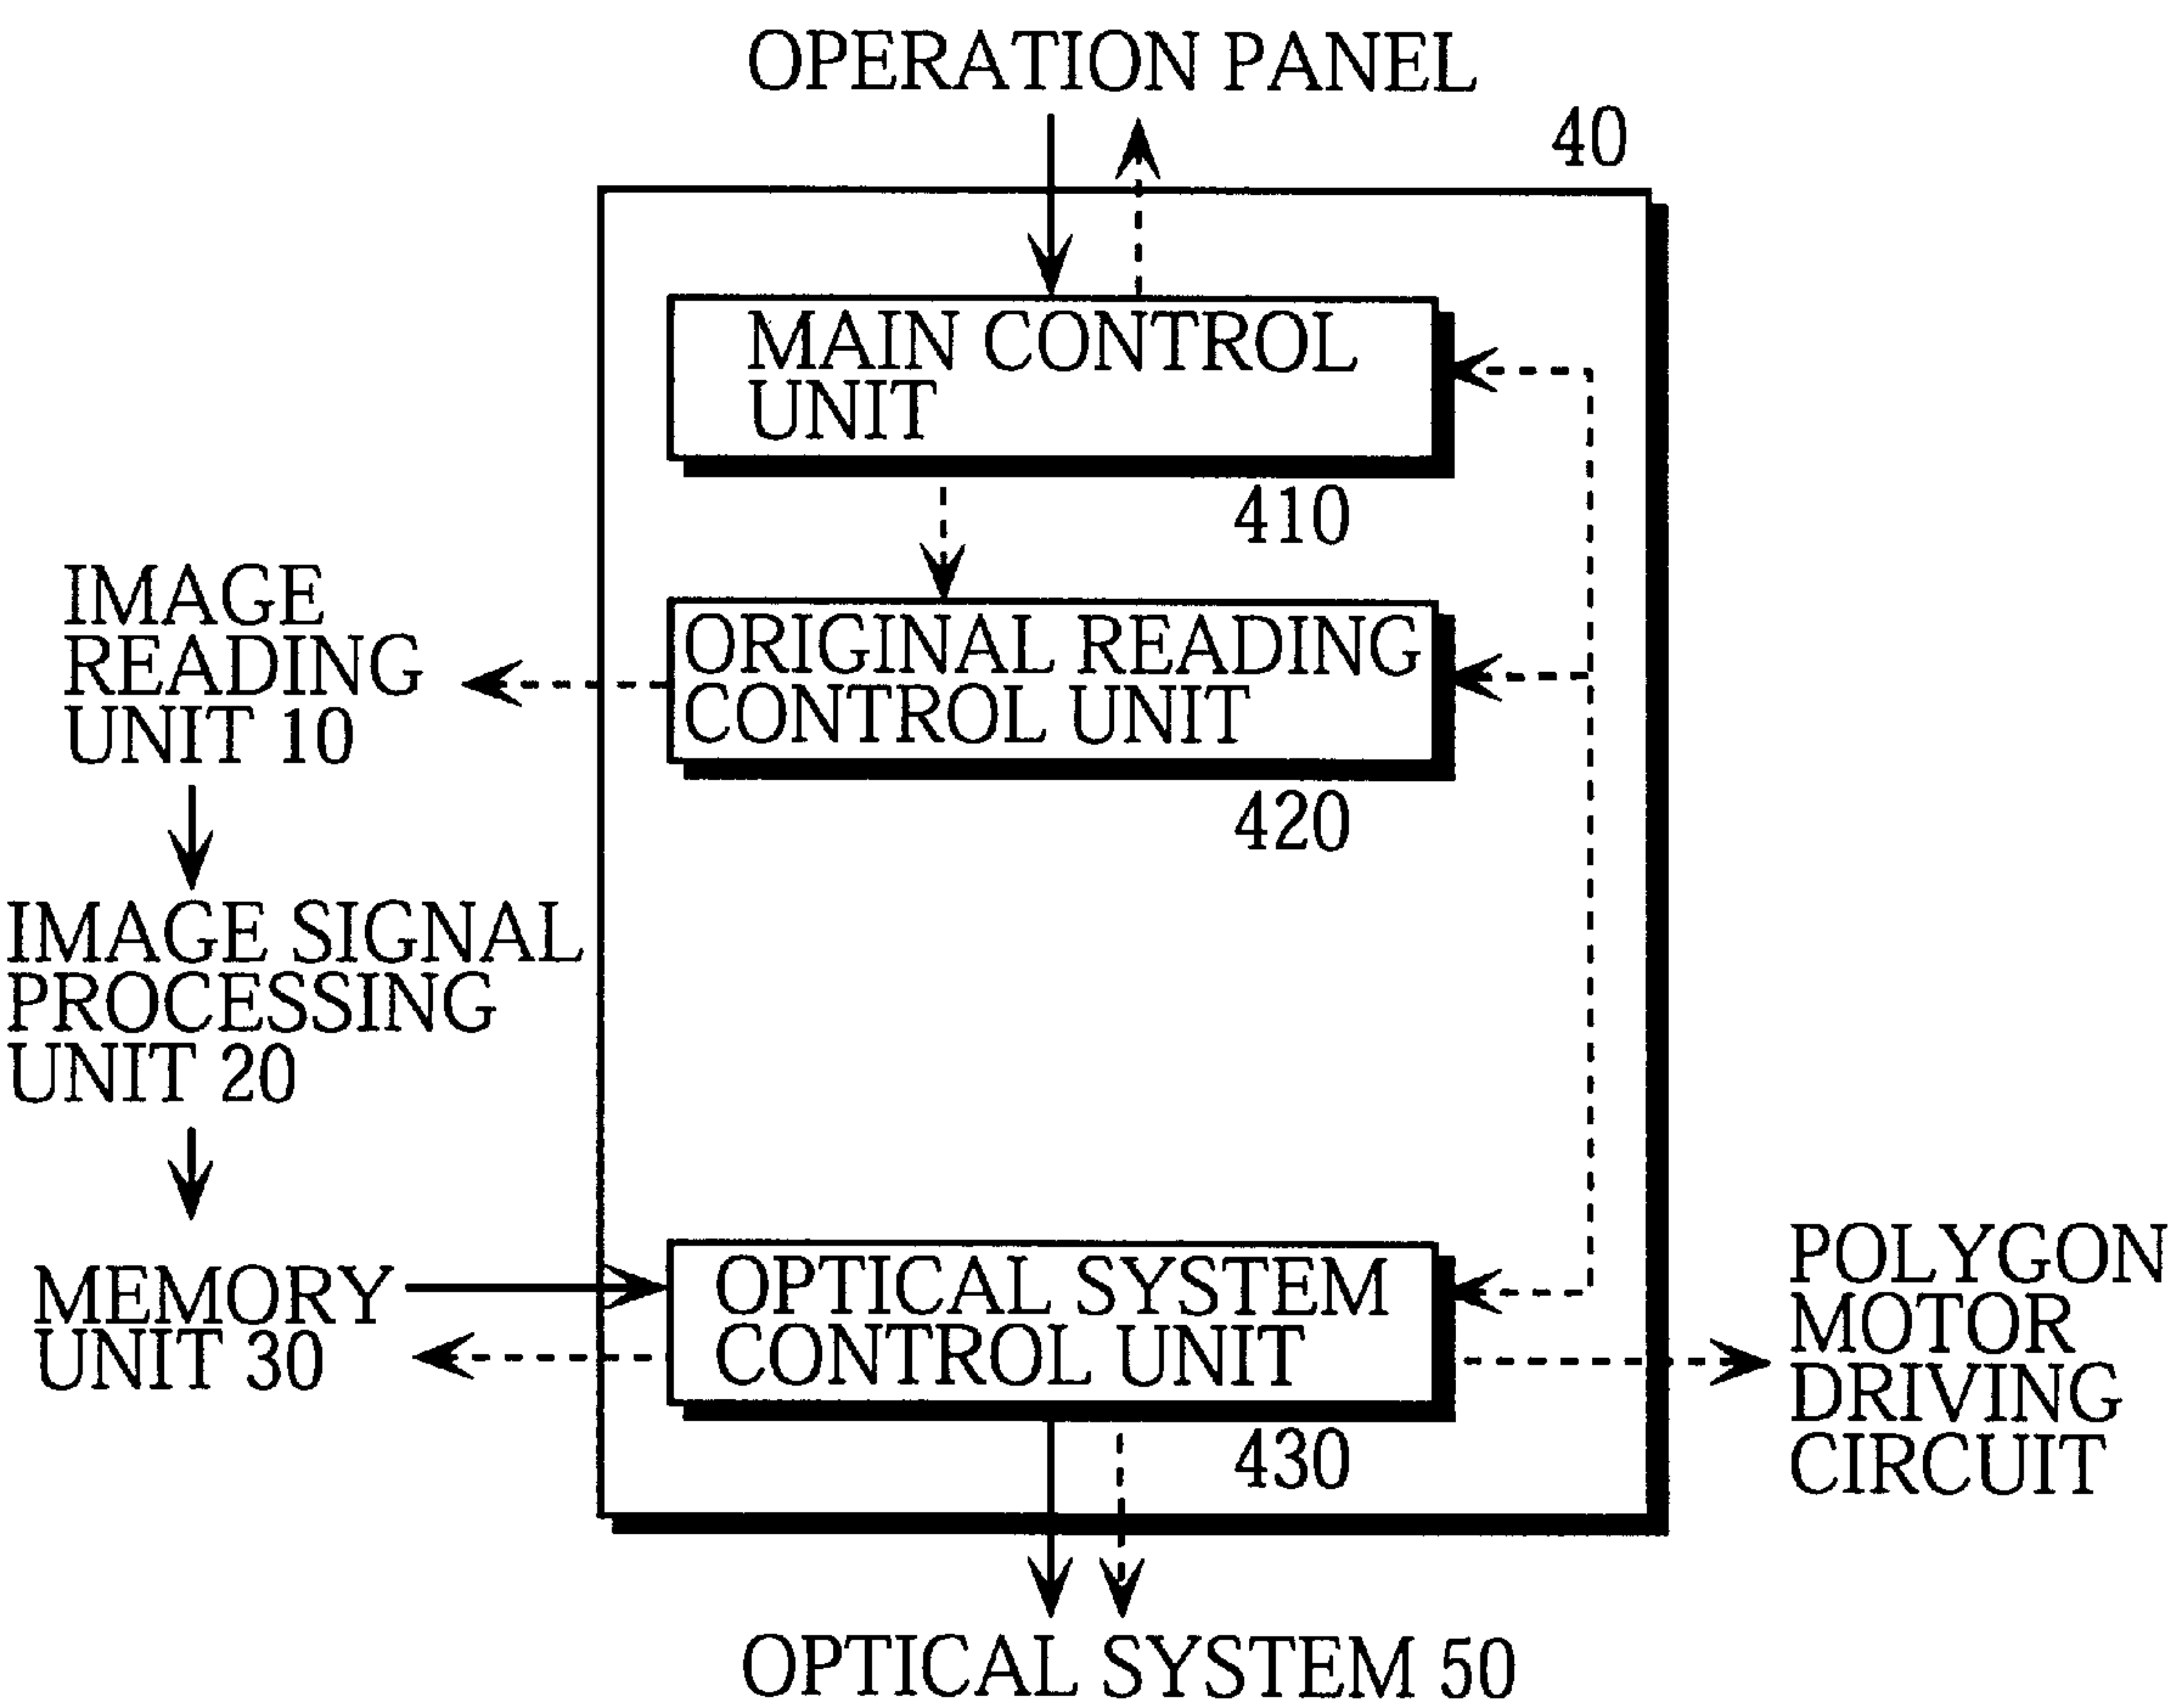 OPERATION PANEL
40
MAIN CONTROL
UNIT
410
IMAGE
READING
UNIT 10
ORIGINAL READING
CONTROL UNIT
420
IMAGE SIGNAL
PROCESSING
UNIT 20
MEMORY
UNIT 30
OPTICAL SYSTEM
CONTROL UNIT
430
POLYGON
MOTOR
DRIVING
CIRCUIT
OPTICAL SYSTEM 50